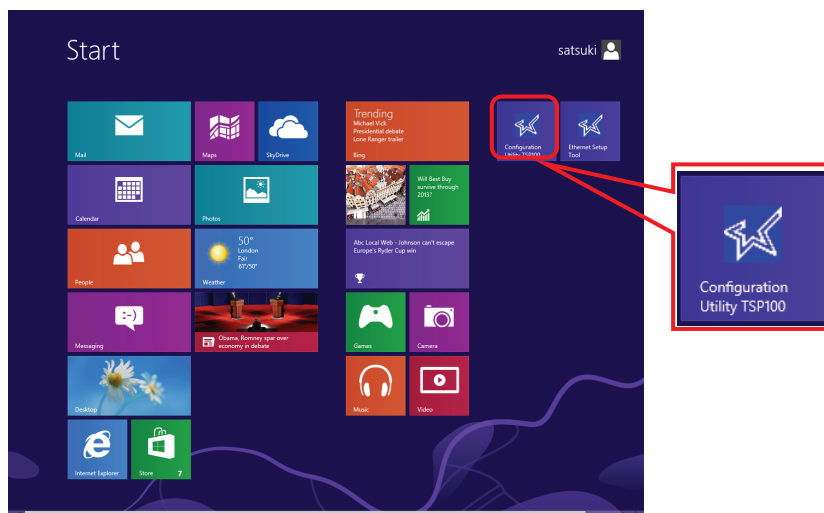 Start
satsuki
Mail
Maps
SkyDrive
Trending
Michael Vick
Presidential debate
Lone Ranger trailer
Bing
Configuration
Utility TSP100
Ethernet Setup
Tool
Calendar
Photos
Will Best Buy
survive through
2013?
People
50°
London
Fair
67°/50°
Weather
Abc Local Web - Johnson can't escape
Europe's Ryder Cup win
Configuration
Utility TSP100
Messaging
:-)
Obama, Romney spar over
economy in debate
Games
Camera
Desktop
Music
Video
Internet Explorer
Store
7